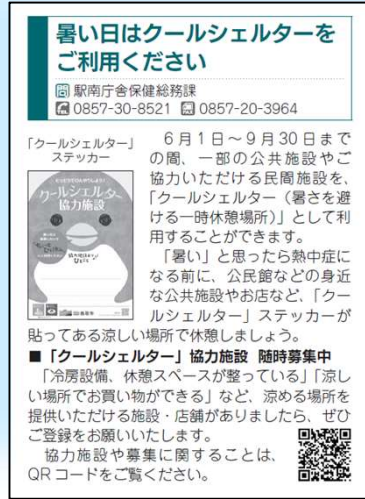 暑い日はクールシェルターを
ご利用ください
問 駅南庁舎保健総務課
0857-30-8521 0857-20-3964
「クールシェルター」
ステッカー
クールシェルター
協力施設
6月1日～9月30日まで
の間、一部の公共施設やご
協力いただける民間施設を、
「クールシェルター（暑さを避
ける一時休憩場所）」として利
用することができます。
「暑い」と思ったら熱中症に
なる前に、公民館などの身近
な公共施設やお店など、「クー
ルシェルター」ステッカーが
貼ってある涼しい場所で休憩しましょう。
■「クールシェルター」協力施設 随時募集中
「冷房設備、休憩スペースが整っている」「涼し
い場所でお買い物ができる」など、涼める場所を
提供いただける施設・店舗がありましたら、ぜひ
ご登録をお願いいたします。
協力施設や募集に関することは、
QRコードをご覧ください。